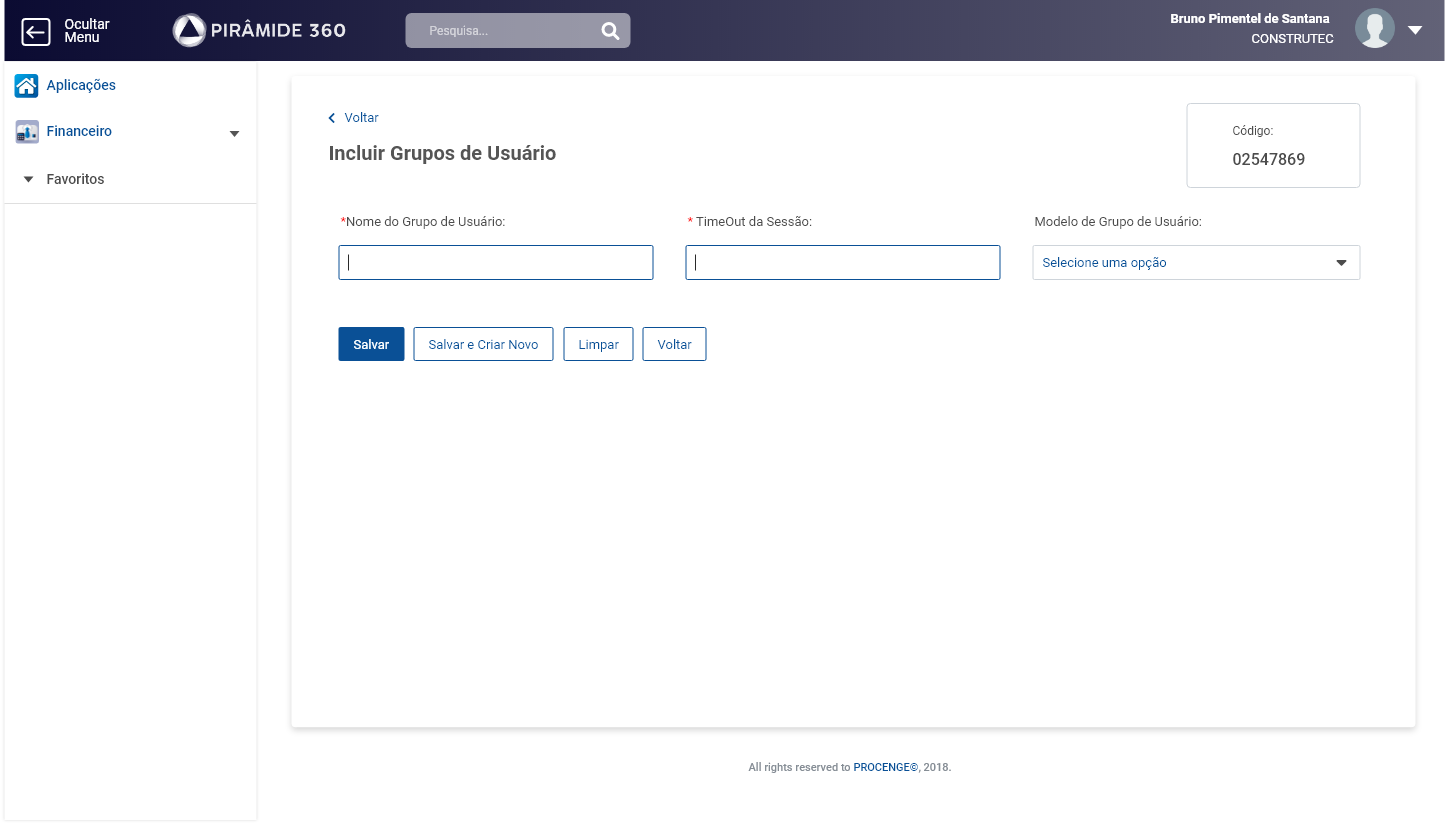 Ocultar
Menu
PIRÂMIDE 360
Pesquisa...
Bruno Pimentel de Santana
CONSTRUTEC
Aplicações
Financeiro
Favoritos
Voltar
Incluir Grupos de Usuário
Código:
02547869
*Nome do Grupo de Usuário:
* TimeOut da Sessão:
Modelo de Grupo de Usuário:
Selecione uma opção
Salvar
Salvar e Criar Novo
Limpar
Voltar
All rights reserved to PROCENGE©, 2018.